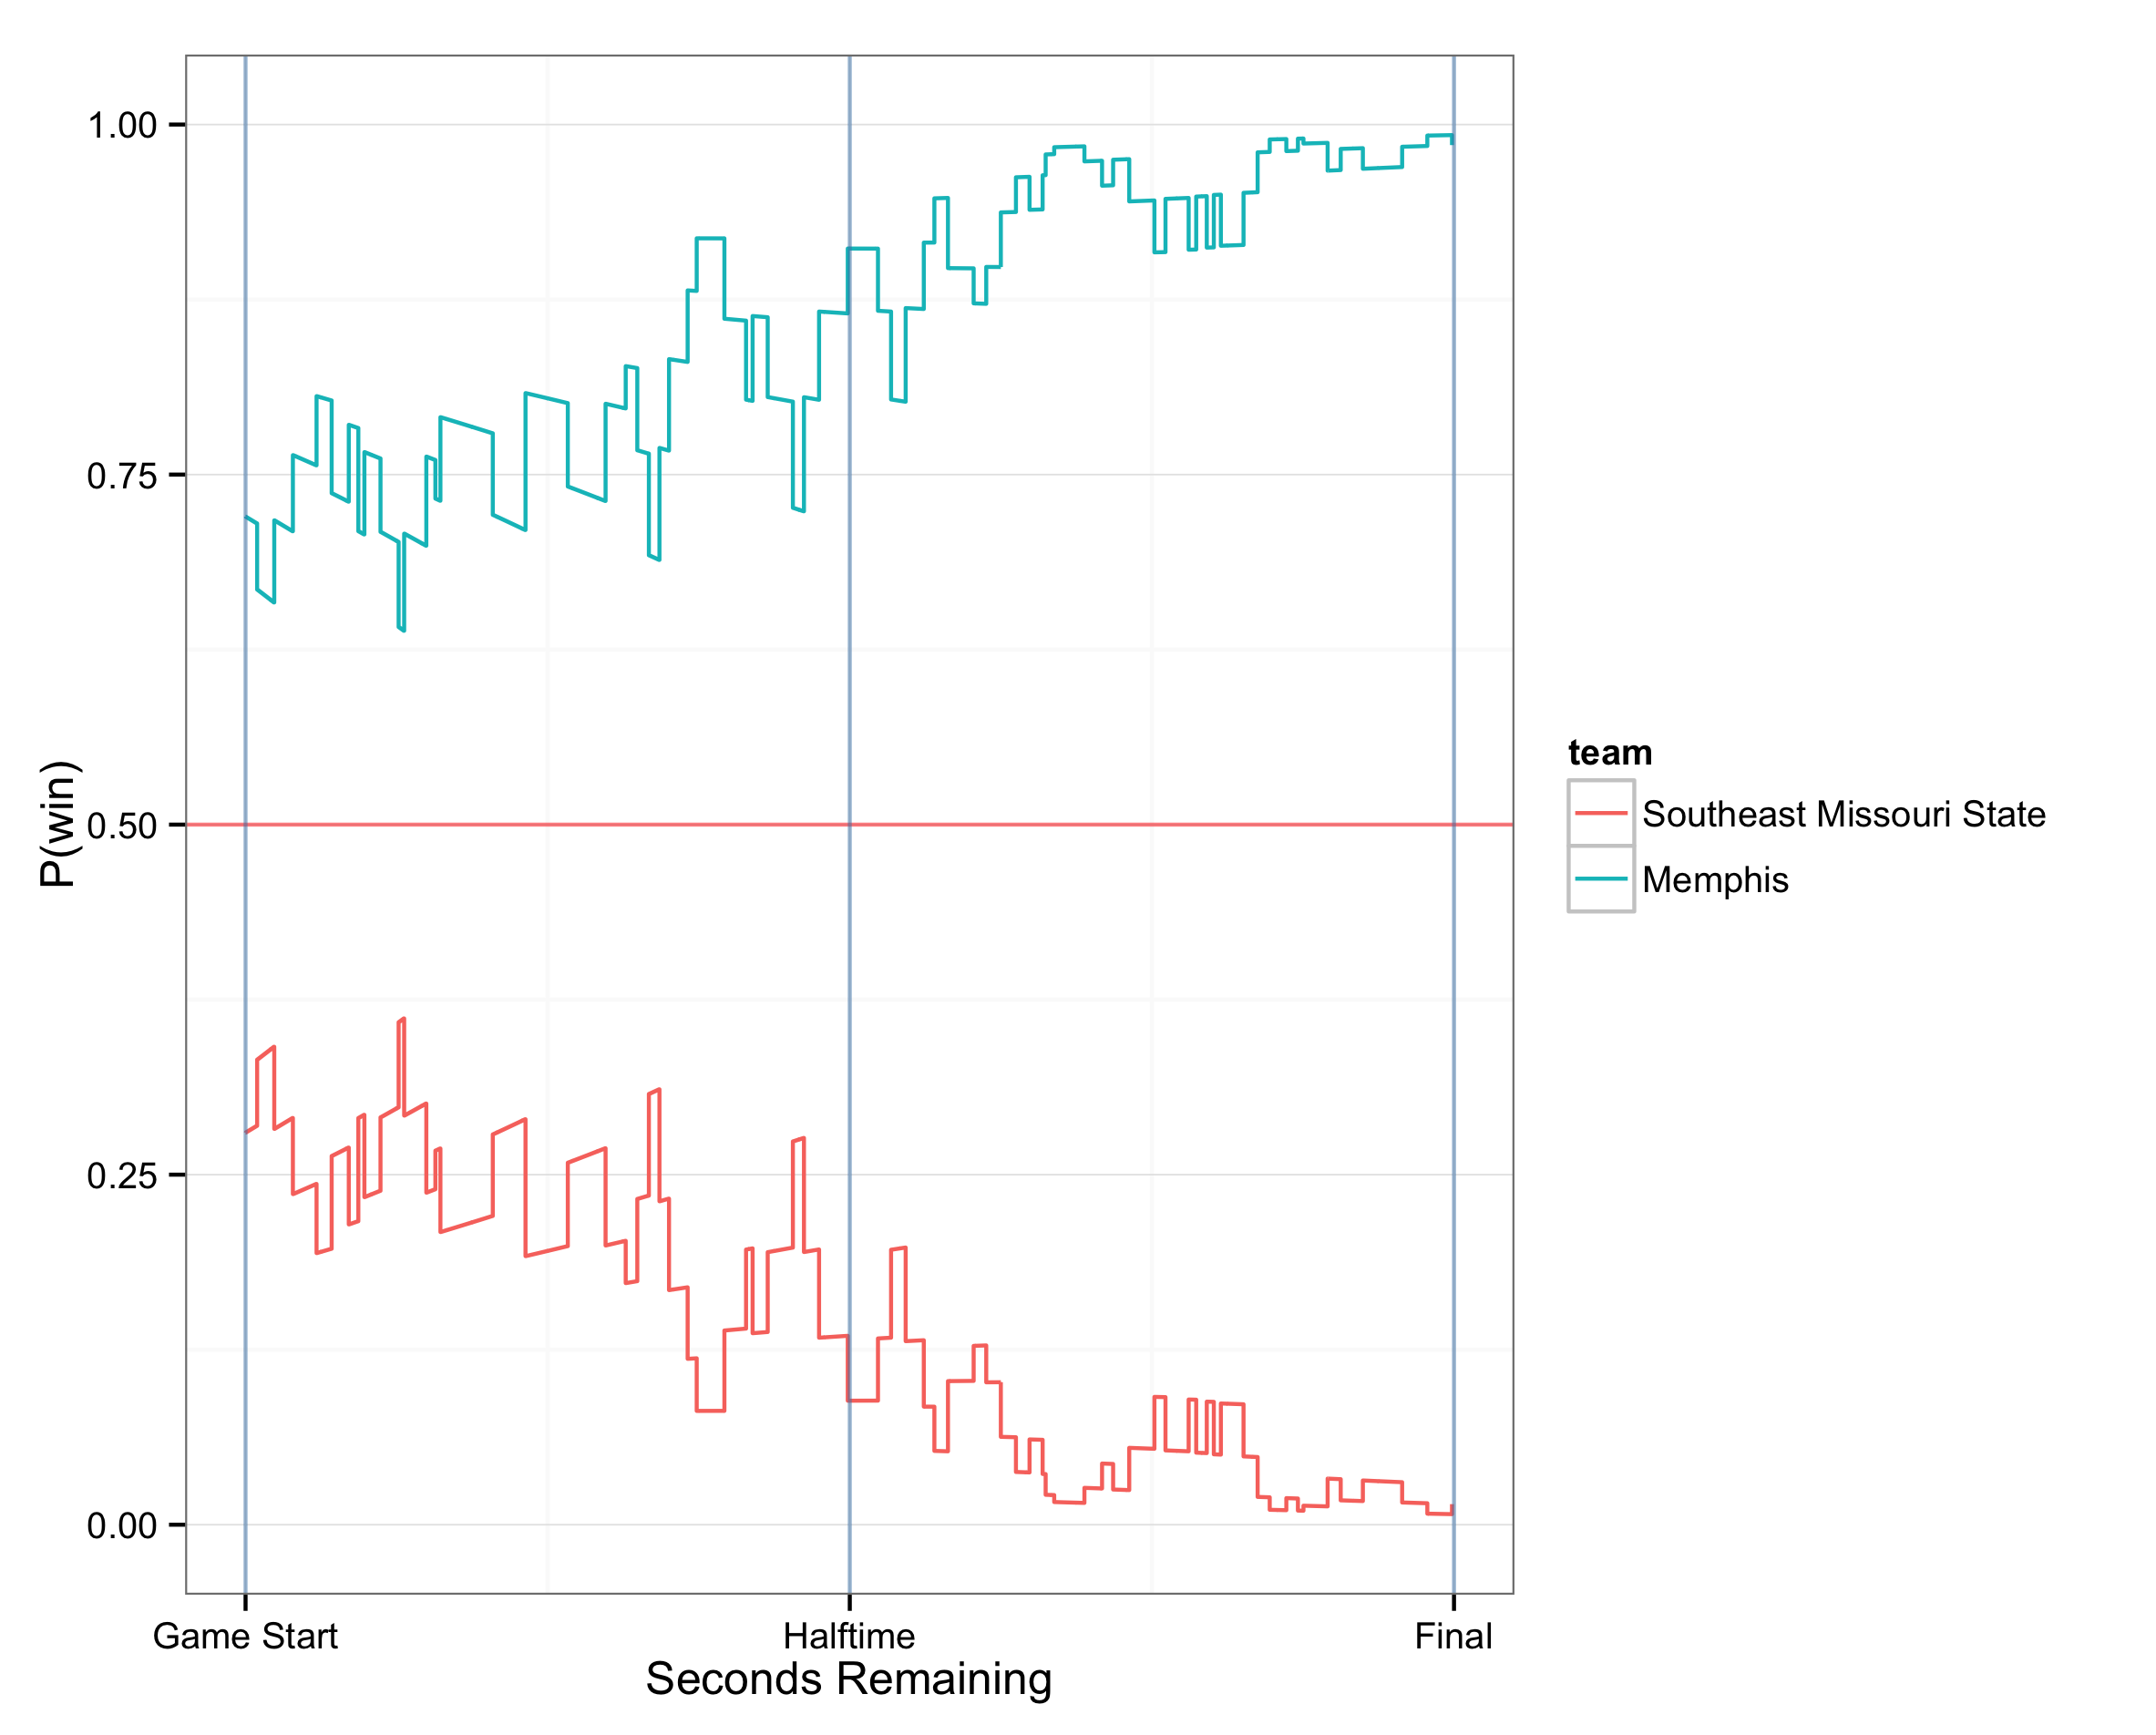 1.00
0.75
0.50
0.25
0.00
P(win)
Game Start
Halftime
Final
Seconds Remaining
team
Southeast Missouri State
Memphis